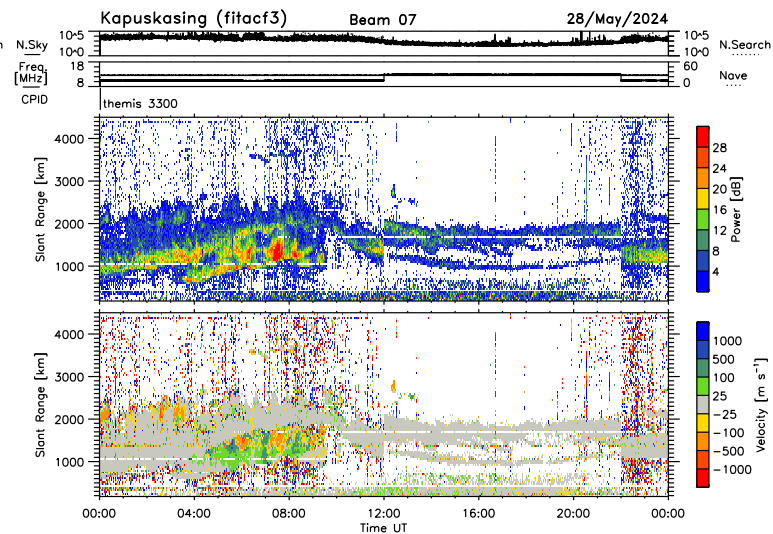 Kapuskasing (fitacf3) Beam 07 28/May/2024
N.Sky 10^5 10^0 10^5 10^0 N.Search
Freq. [MHz] 18 8 60 0 Nave
CPID themis 3300
Slant Range [km]
4000
3000
2000
1000
Power [dB]
28
24
20
16
12
8
4
Slant Range [km]
4000
3000
2000
1000
Velocity [m s⁻¹]
1000
500
100
25
−25
−100
−500
−1000
00:00 04:00 08:00 12:00 16:00 20:00 00:00
Time UT